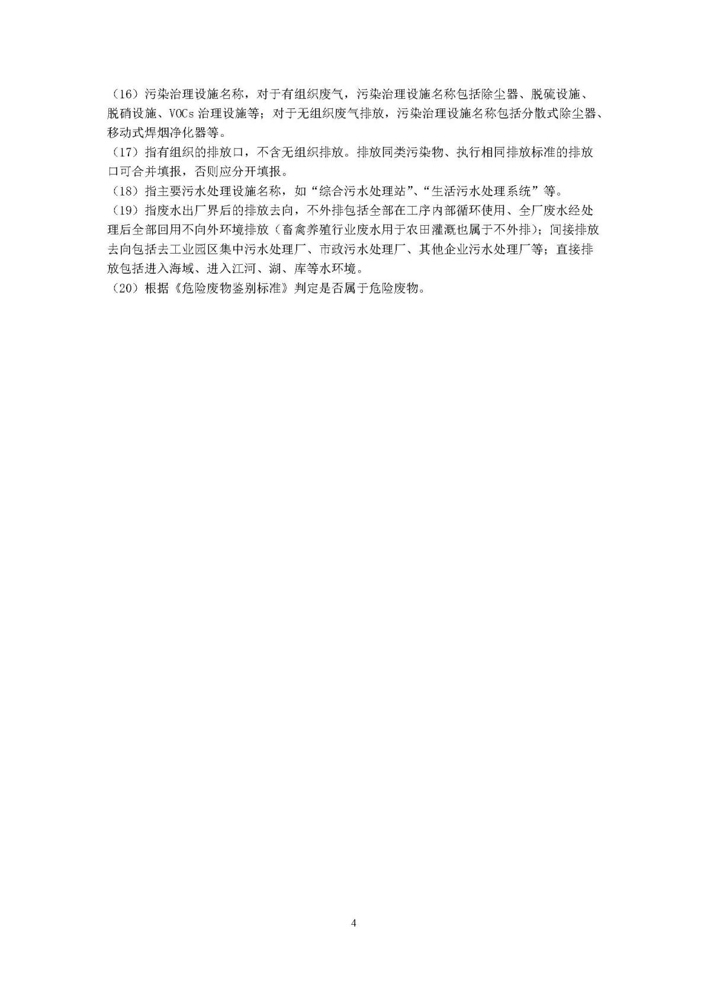 （16）污染治理设施名称，对于有组织废气，污染治理设施名称包括除尘器、脱硫设施、
脱硝设施、VOCs 治理设施等；对于无组织废气排放，污染治理设施名称包括分散式除尘器、
移动式焊烟净化器等。
（17）指有组织的排放口，不含无组织排放。排放同类污染物、执行相同排放标准的排放
口可合并填报，否则应分开填报。
（18）指主要污水处理设施名称，如“综合污水处理站”、“生活污水处理系统”等。
（19）指废水出厂界后的排放去向，不外排包括全部在工序内部循环使用、全厂废水经处
理后全部回用不向外环境排放（畜禽养殖行业废水用于农田灌溉也属于不外排）；间接排放
去向包括去工业园区集中污水处理厂、市政污水处理厂、其他企业污水处理厂等；直接排
放包括进入海域、进入江河、湖、库等水环境。
（20）根据《危险废物鉴别标准》判定是否属于危险废物。
4